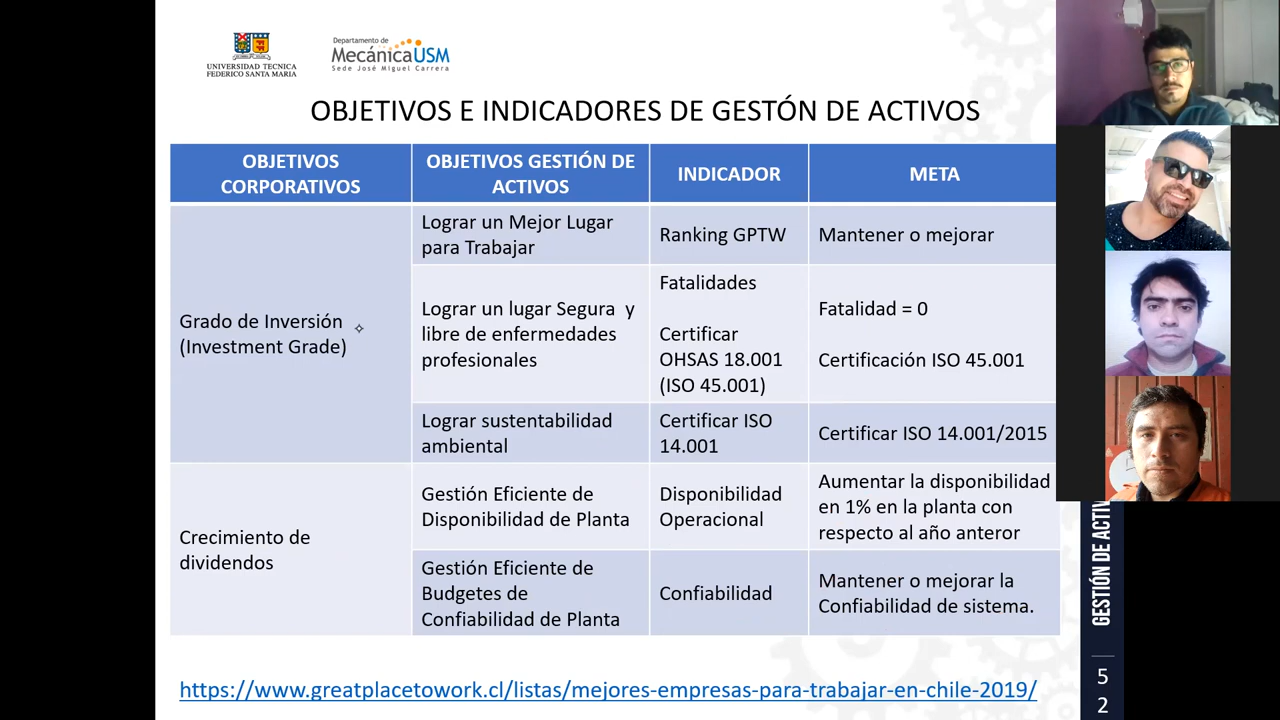 UNIVERSIDAD TECNICA
FEDERICO SANTA MARIA
Departamento de
MecánicaUSM
Sede José Miguel Carrera
OBJETIVOS E INDICADORES DE GESTÓN DE ACTIVOS
OBJETIVOS
CORPORATIVOS
OBJETIVOS GESTIÓN DE
ACTIVOS
INDICADOR
META
Grado de Inversión
(Investment Grade)
Lograr un Mejor Lugar
para Trabajar
Ranking GPTW
Mantener o mejorar
Lograr un lugar Segura y
libre de enfermedades
profesionales
Fatalidades
Certificar
OHSAS 18.001
(ISO 45.001)
Fatalidad = 0
Certificación ISO 45.001
Lograr sustentabilidad
ambiental
Certificar ISO
14.001
Certificar ISO 14.001/2015
Crecimiento de
dividendos
Gestión Eficiente de
Disponibilidad de Planta
Disponibilidad
Operacional
Aumentar la disponibilidad
en 1% en la planta con
respecto al año anteror
Gestión Eficiente de
Budgetes de
Confiabilidad de Planta
Confiabilidad
Mantener o mejorar la
Confiabilidad de sistema.
https://www.greatplacetowork.cl/listas/mejores-empresas-para-trabajar-en-chile-2019/
GESTIÓN DE ACTIV
5
2